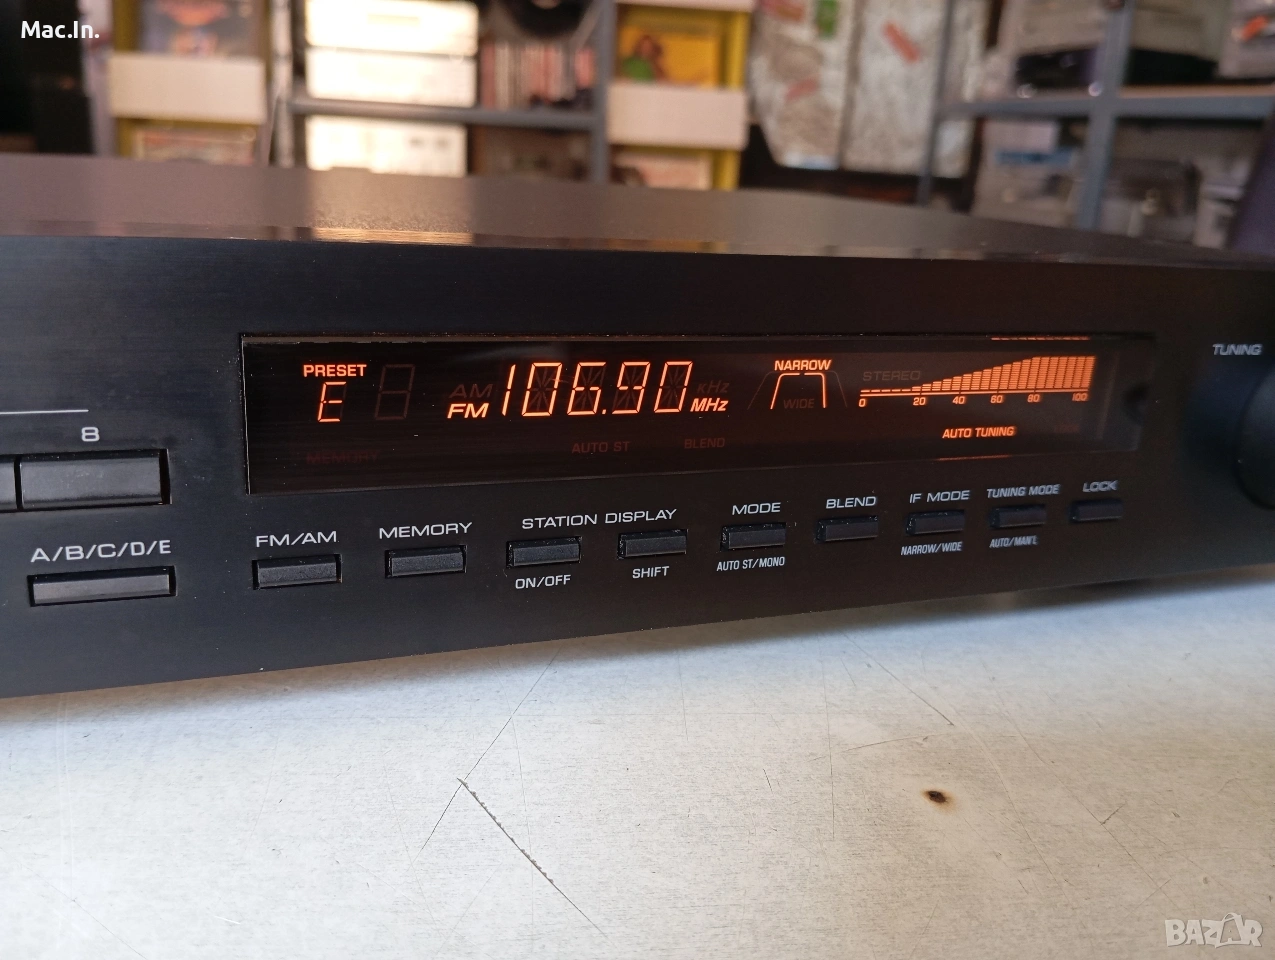 Mac.In.
TUNING
PRESET
E
AM
FM 106.90 kHz
MHz
NARROW
WIDE
STEREO
0 20 40 60 80 100
MEMORY
AUTO ST
BLEND
AUTO TUNING
8
A/B/C/D/E
FM/AM
MEMORY
STATION DISPLAY
ON/OFF
SHIFT
MODE
AUTO ST/MONO
BLEND
IF MODE
NARROW/WIDE
TUNING MODE
AUTO/MAN'L
LOCK
BAZAR